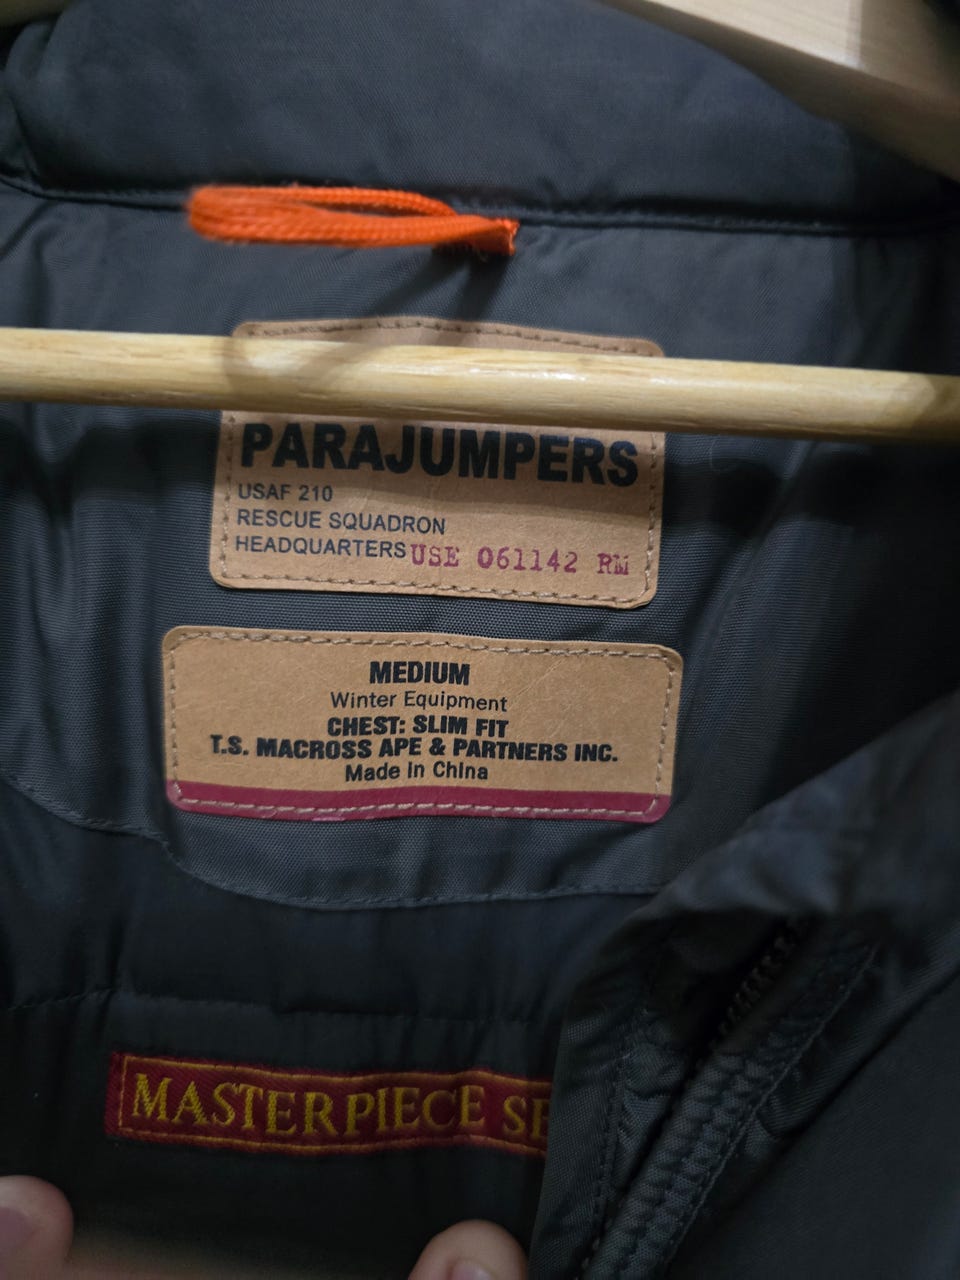 PARAJUMPERS
USAF 210
RESCUE SQUADRON
HEADQUARTERS USE 061142 RM
MEDIUM
Winter Equipment
CHEST: SLIM FIT
T.S. MACROSS APE & PARTNERS INC.
Made in China
MASTERPIECE SE